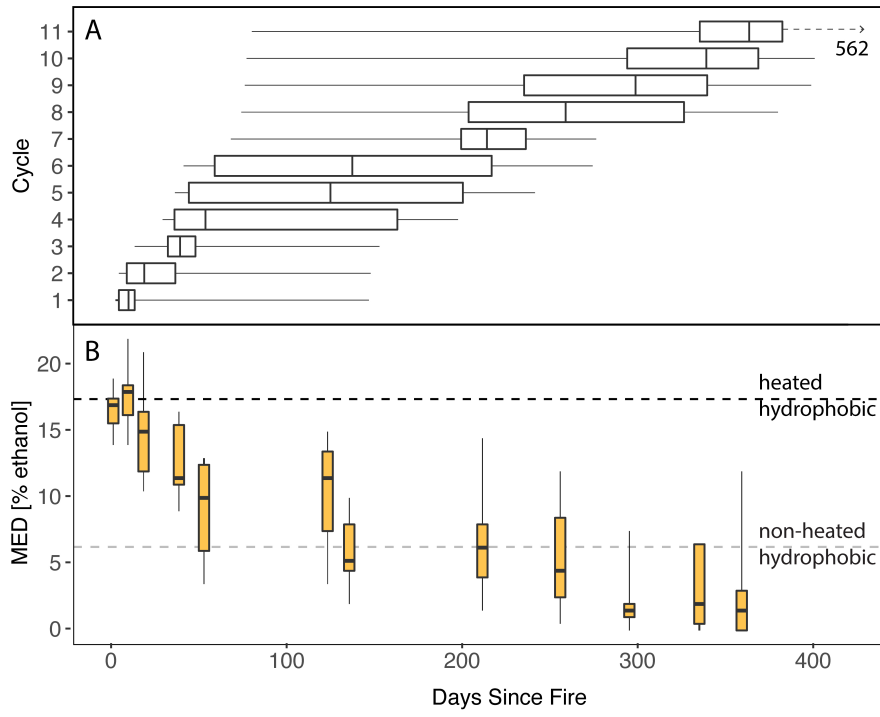 A
11
10
9
8
7
6
5
4
3
2
1
Cycle
562
B
20
15
10
5
0
MED [% ethanol]
heated
hydrophobic
non-heated
hydrophobic
0 100 200 300 400
Days Since Fire